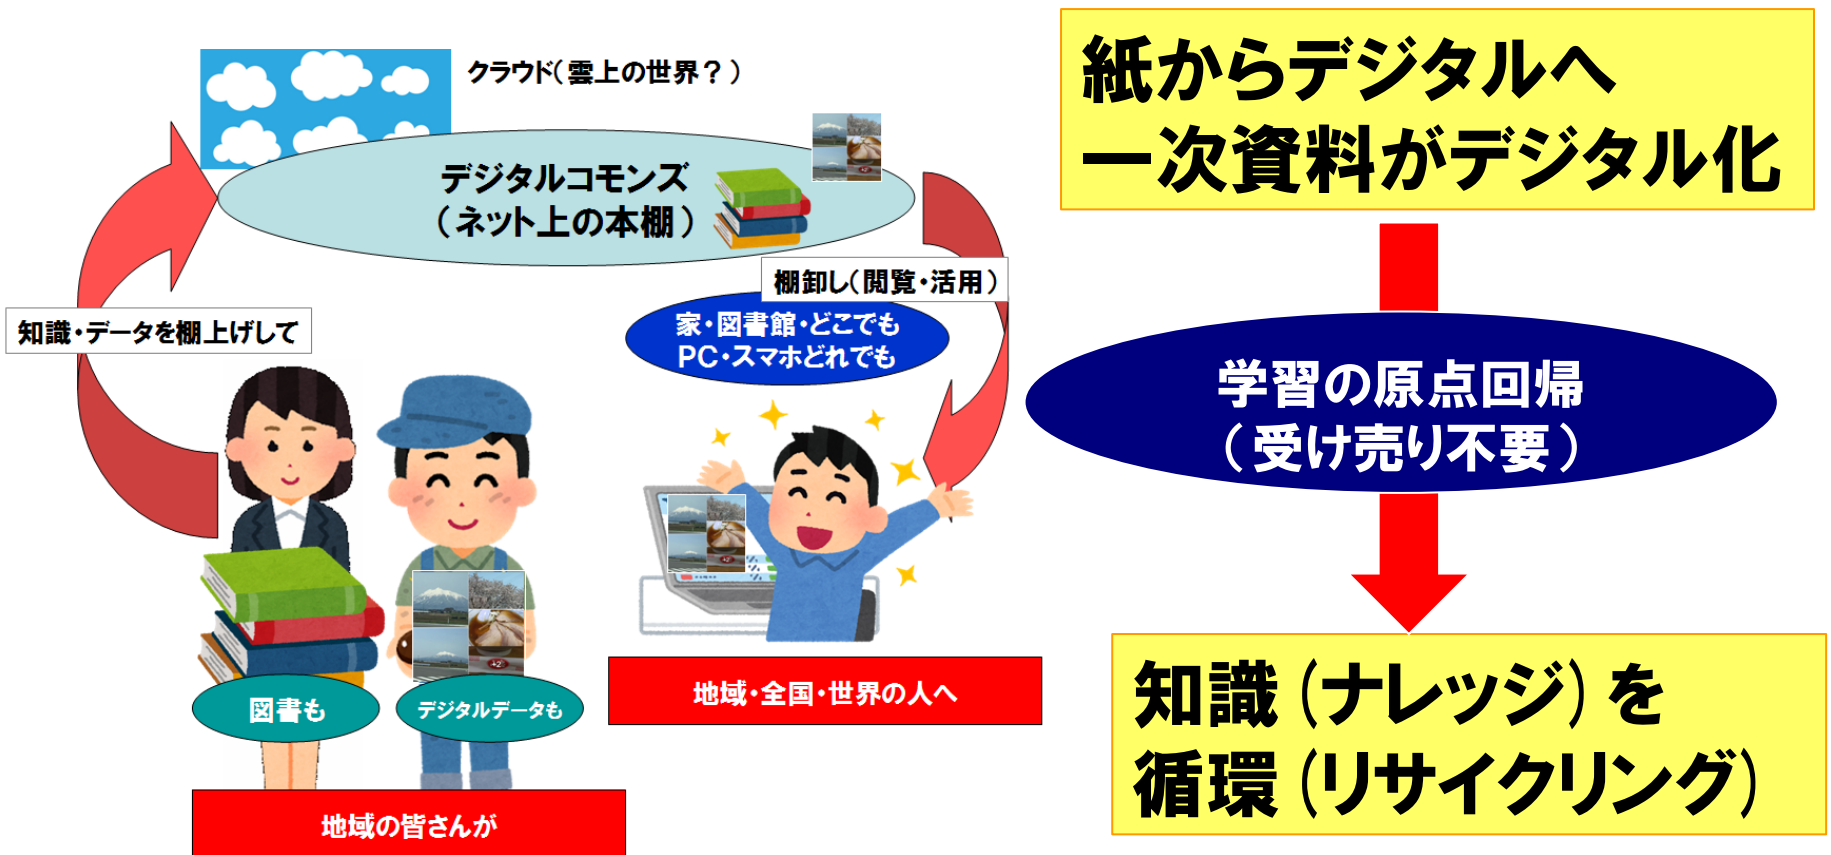 クラウド（雲上の世界？）
デジタルコモンズ
（ネット上の本棚）
棚卸し（閲覧・活用）
知識・データを棚上げして
家・図書館・どこでも
PC・スマホどれでも
図書も
デジタルデータも
地域・全国・世界の人へ
地域の皆さんが
紙からデジタルへ
一次資料がデジタル化
学習の原点回帰
（受け売り不要）
知識（ナレッジ）を
循環（リサイクリング）